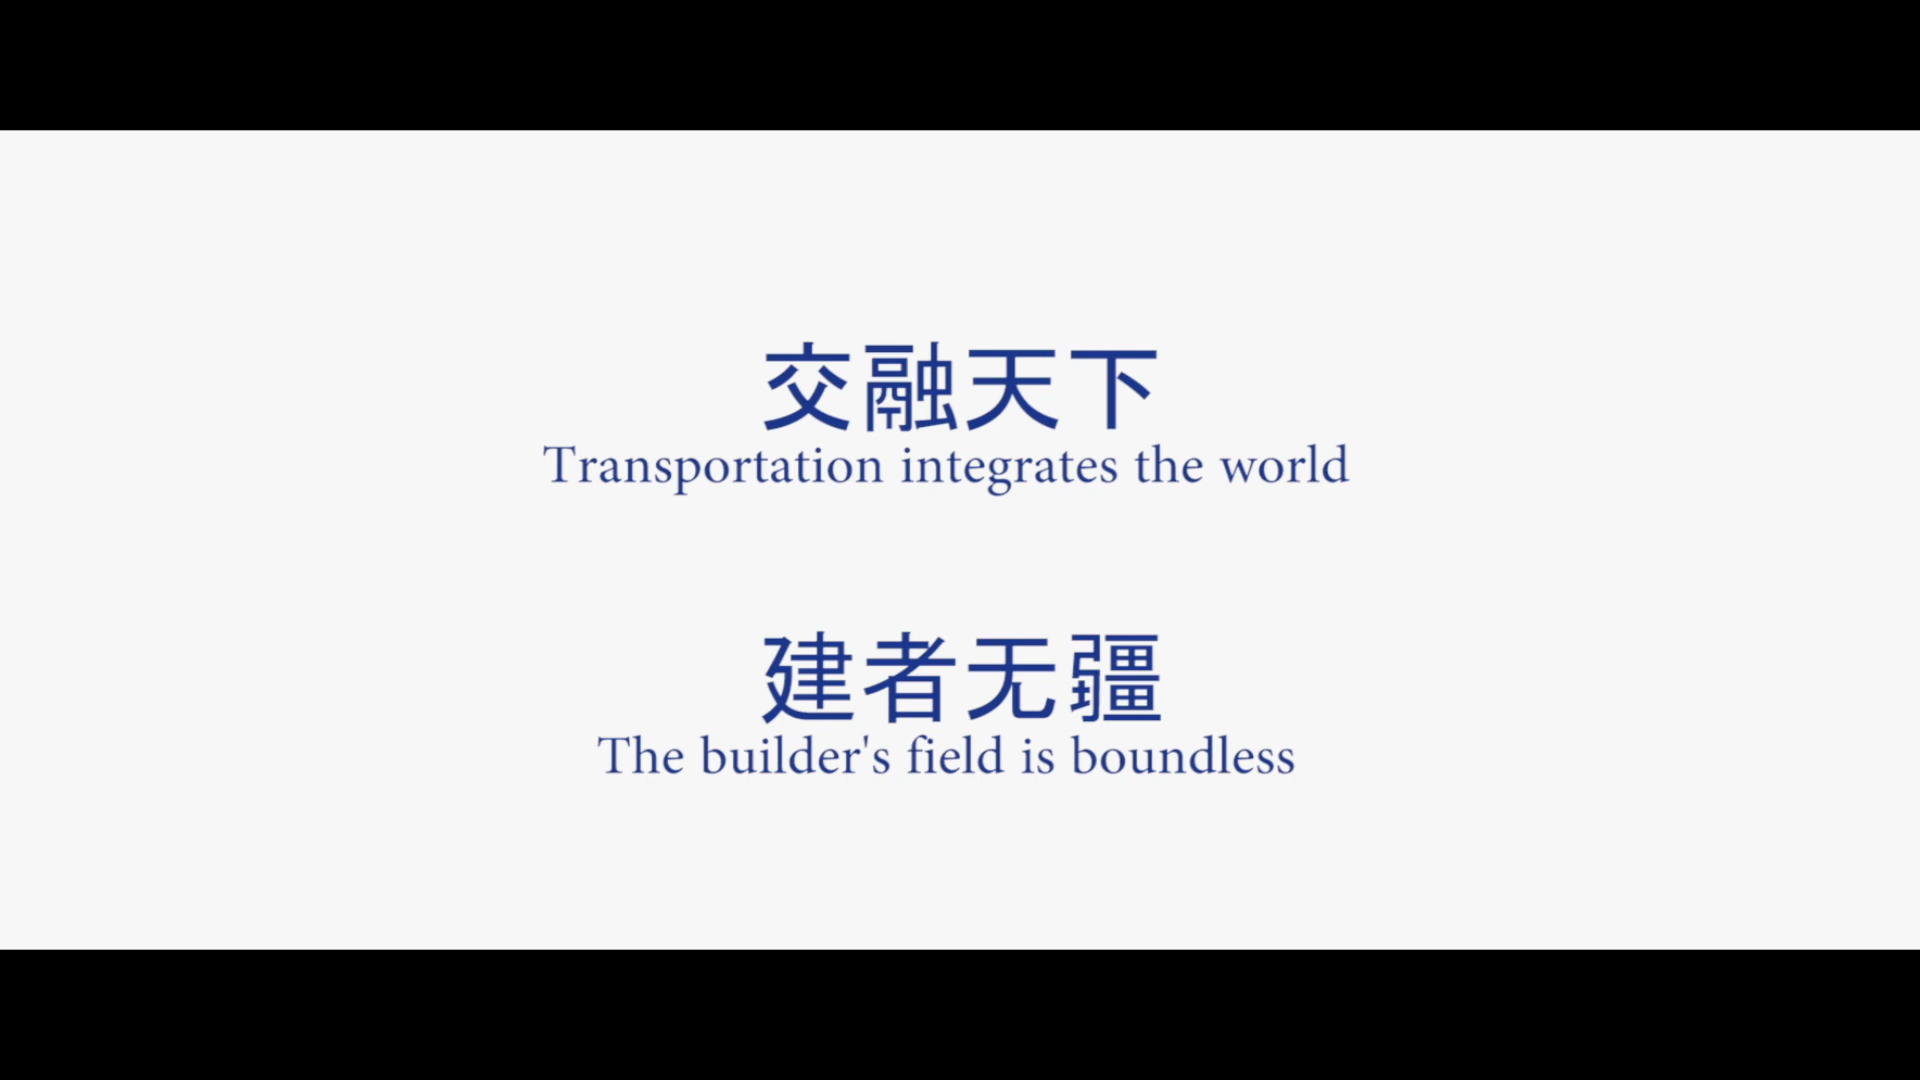 交融天下
Transportation integrates the world
建者无疆
The builder's field is boundless